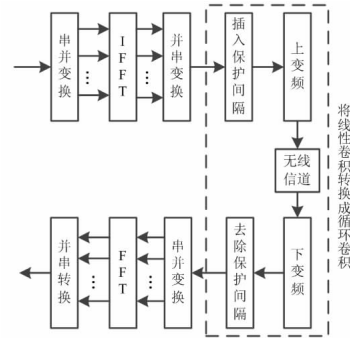 串并变换
IFFT
并串变换
插入保护间隔
上变频
无线
信道
将线性卷积转换成循环卷积
并串转换
FFT
串并变换
去除保护间隔
下变频